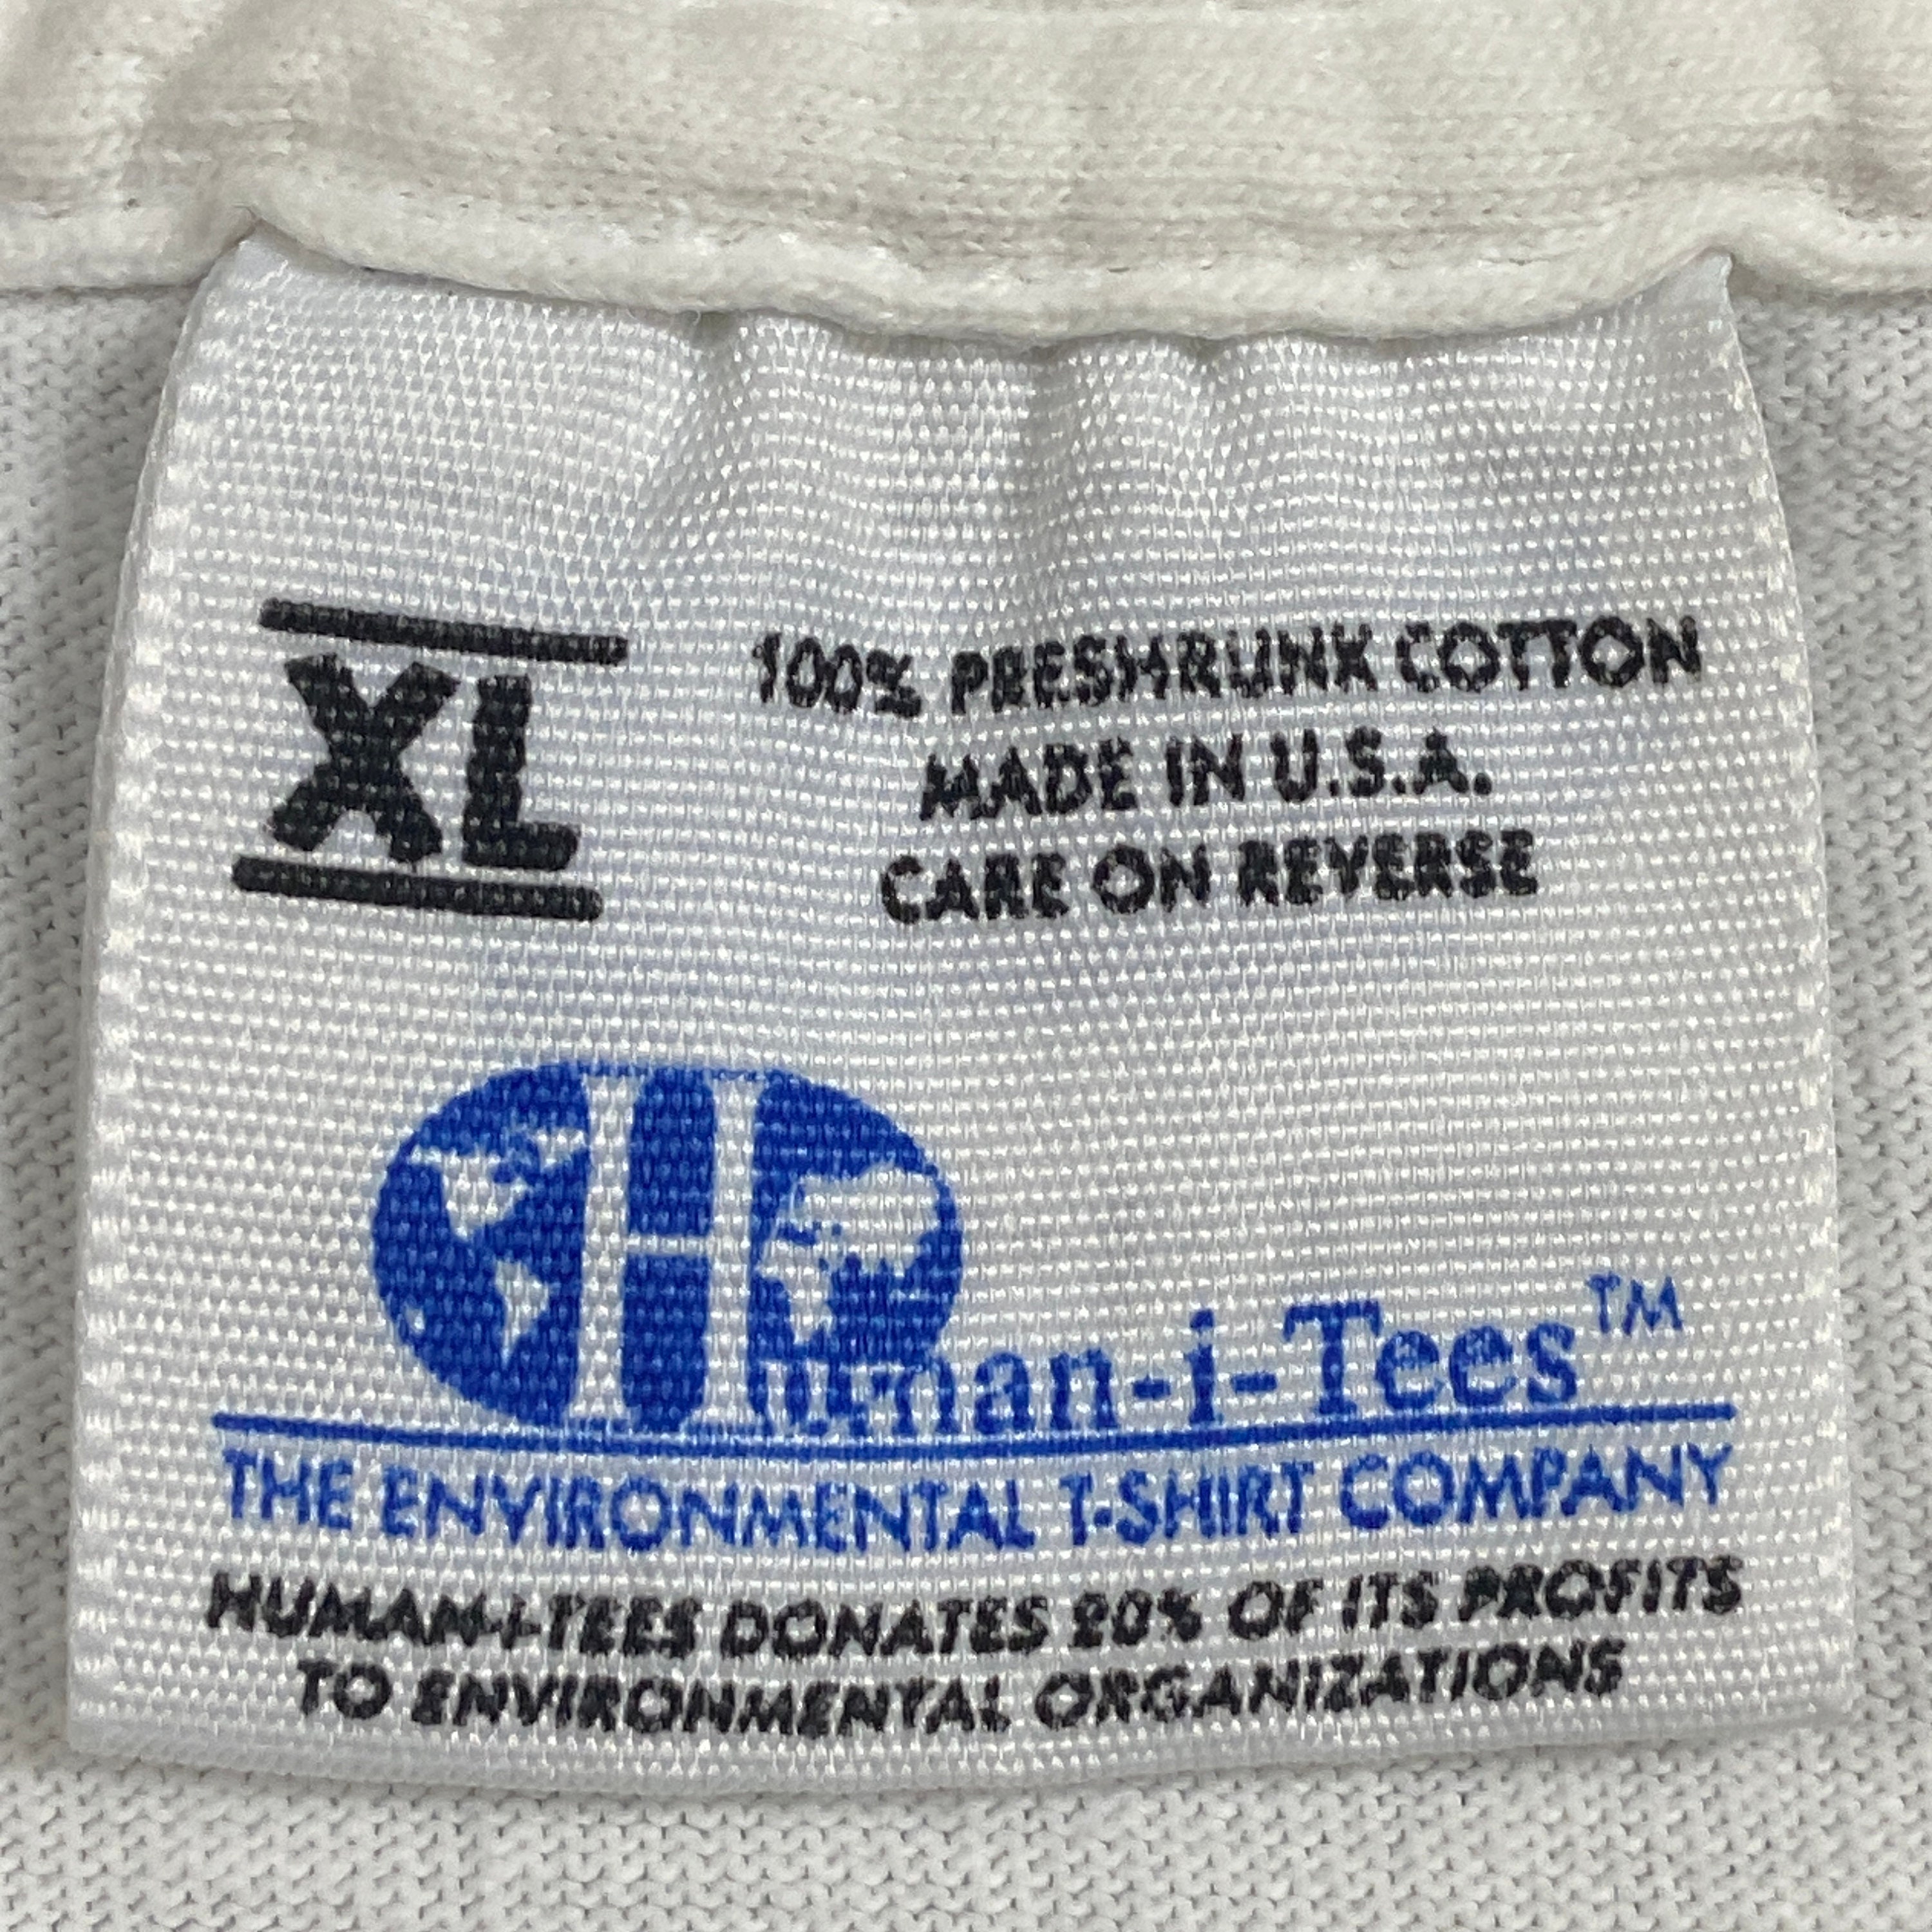 XL
100% PRESHRUNK COTTON
MADE IN U.S.A.
CARE ON REVERSE
Human-i-Tees™
THE ENVIRONMENTAL T-SHIRT COMPANY
HUMAN-I-TEES DONATES 20% OF ITS PROFITS
TO ENVIRONMENTAL ORGANIZATIONS